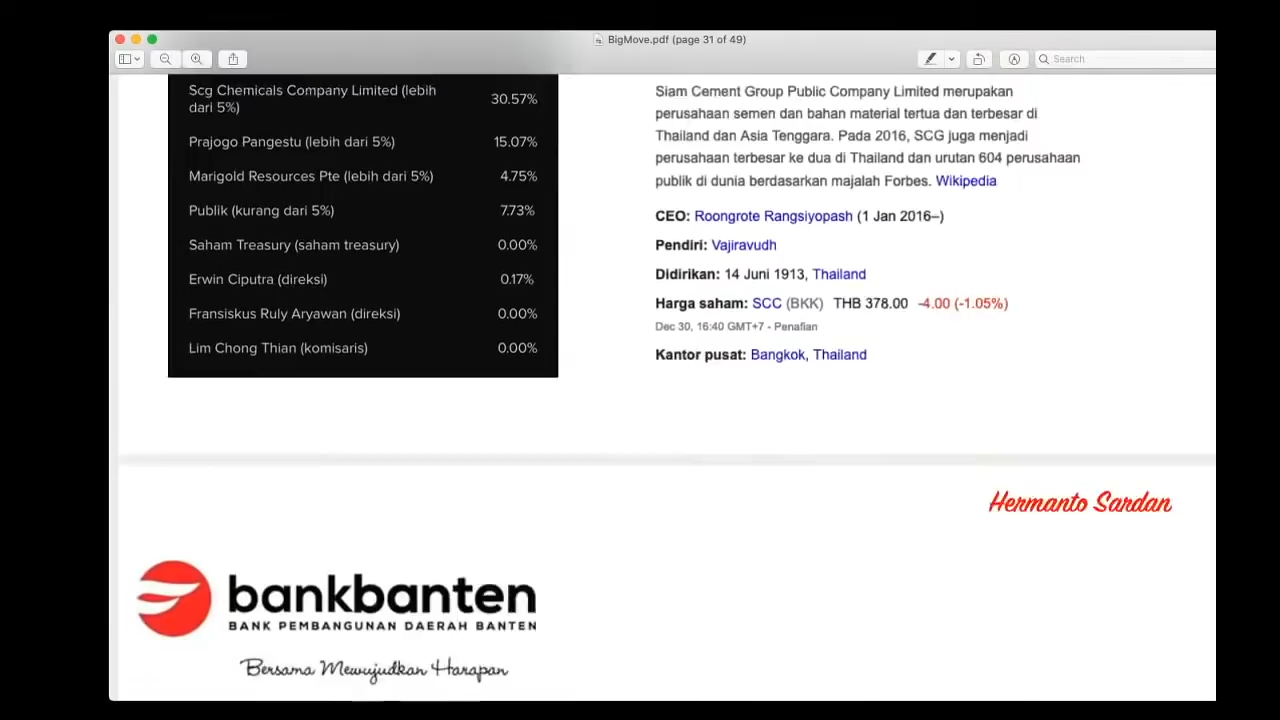 BigMove.pdf (page 31 of 49)
Search
Scg Chemicals Company Limited (lebih
dari 5%) 30.57%
Prajogo Pangestu (lebih dari 5%) 15.07%
Marigold Resources Pte (lebih dari 5%) 4.75%
Publik (kurang dari 5%) 7.73%
Saham Treasury (saham treasury) 0.00%
Erwin Ciputra (direksi) 0.17%
Fransiskus Ruly Aryawan (direksi) 0.00%
Lim Chong Thian (komisaris) 0.00%
Siam Cement Group Public Company Limited merupakan
perusahaan semen dan bahan material tertua dan terbesar di
Thailand dan Asia Tenggara. Pada 2016, SCG juga menjadi
perusahaan terbesar ke dua di Thailand dan urutan 604 perusahaan
publik di dunia berdasarkan majalah Forbes. Wikipedia
CEO: Roongrote Rangsiyopash (1 Jan 2016–)
Pendiri: Vajiravudh
Didirikan: 14 Juni 1913, Thailand
Harga saham: SCC (BKK) THB 378.00 -4.00 (-1.05%)
Dec 30, 16:40 GMT+7 - Penafian
Kantor pusat: Bangkok, Thailand
Hermanto Sardan
bankbanten
BANK PEMBANGUNAN DAERAH BANTEN
Bersama Mewujudkan Harapan